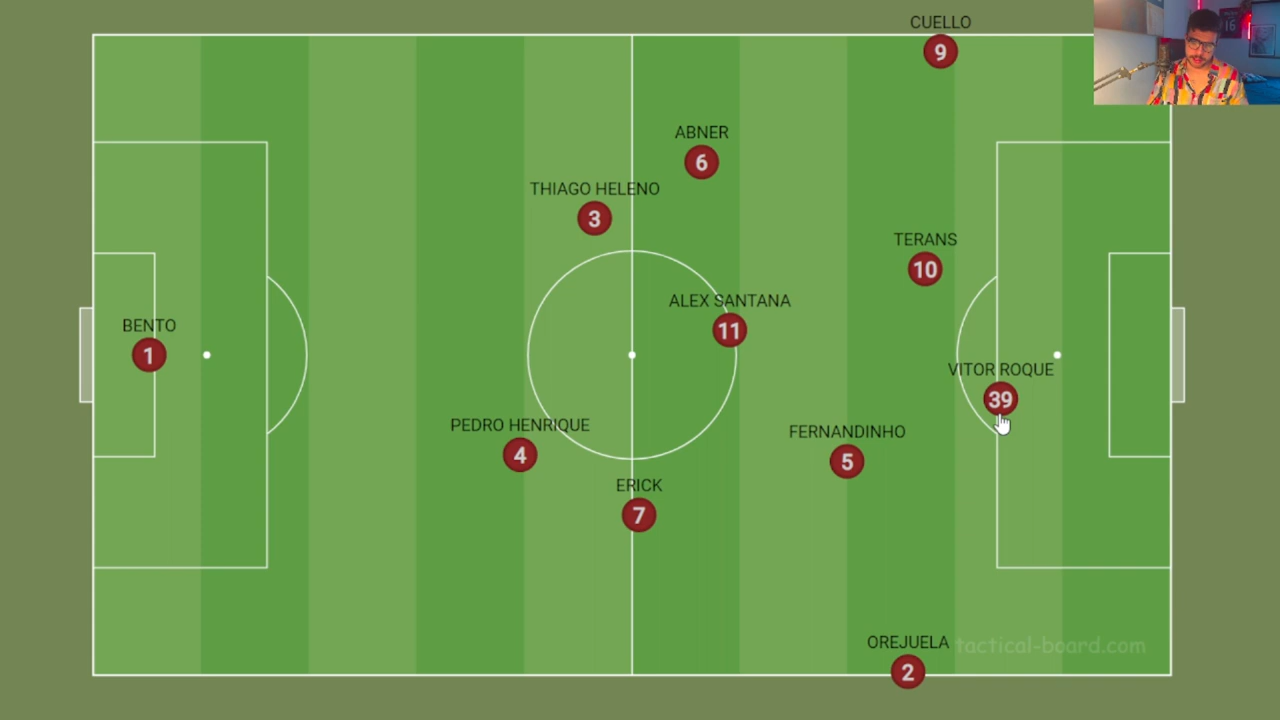 CUELLO
9
16
ABNER
6
THIAGO HELENO
3
TERANS
10
ALEX SANTANA
11
BENTO
1
VITOR ROQUE
39
PEDRO HENRIQUE
4
FERNANDINHO
5
ERICK
7
OREJUELA
2
tactical-board.com